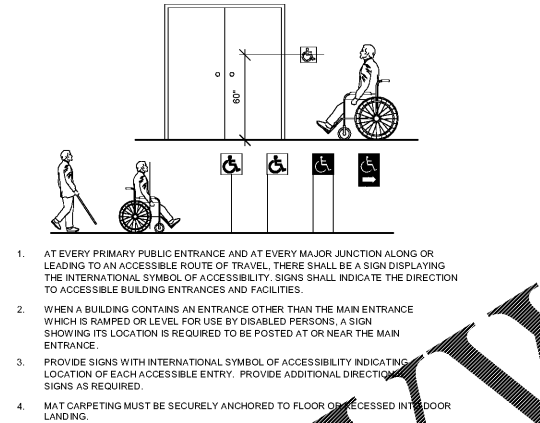 60"
1. AT EVERY PRIMARY PUBLIC ENTRANCE AND AT EVERY MAJOR JUNCTION ALONG OR
LEADING TO AN ACCESSIBLE ROUTE OF TRAVEL, THERE SHALL BE A SIGN DISPLAYING
THE INTERNATIONAL SYMBOL OF ACCESSIBILITY. SIGNS SHALL INDICATE THE DIRECTION
TO ACCESSIBLE BUILDING ENTRANCES AND FACILITIES.
2. WHEN A BUILDING CONTAINS AN ENTRANCE OTHER THAN THE MAIN ENTRANCE
WHICH IS RAMPED OR LEVEL FOR USE BY DISABLED PERSONS, A SIGN
SHOWING ITS LOCATION IS REQUIRED TO BE POSTED AT OR NEAR THE MAIN
ENTRANCE.
3. PROVIDE SIGNS WITH INTERNATIONAL SYMBOL OF ACCESSIBILITY INDICATING
LOCATION OF EACH ACCESSIBLE ENTRY. PROVIDE ADDITIONAL DIRECTION
SIGNS AS REQUIRED.
4. MAT CARPETING MUST BE SECURELY ANCHORED TO FLOOR OR RECESSED INTO DOOR
LANDING.